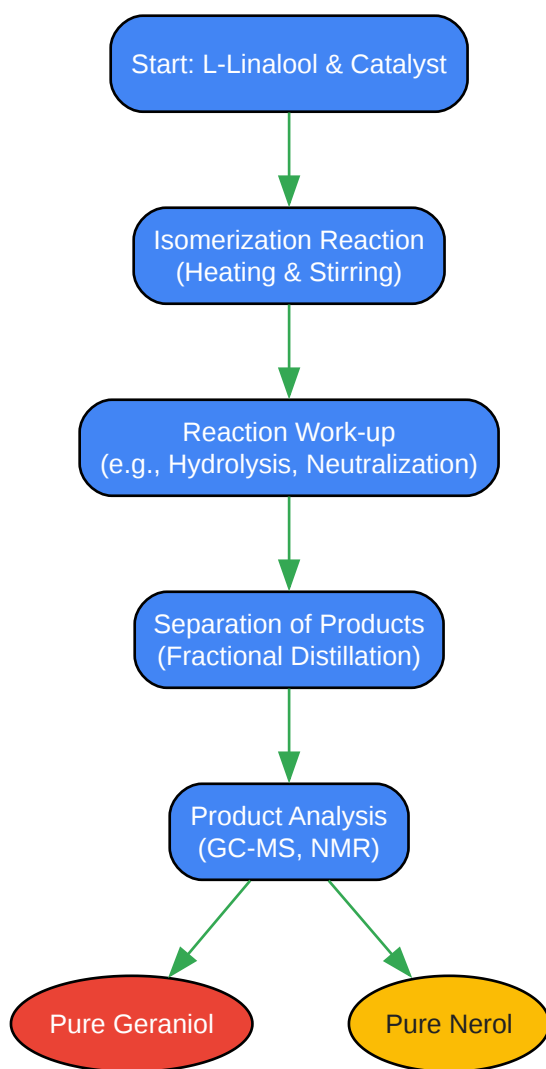 Start: L-Linalool & Catalyst
Isomerization Reaction
(Heating & Stirring)
Reaction Work-up
(e.g., Hydrolysis, Neutralization)
Separation of Products
(Fractional Distillation)
Product Analysis
(GC-MS, NMR)
Pure Geraniol
Pure Nerol